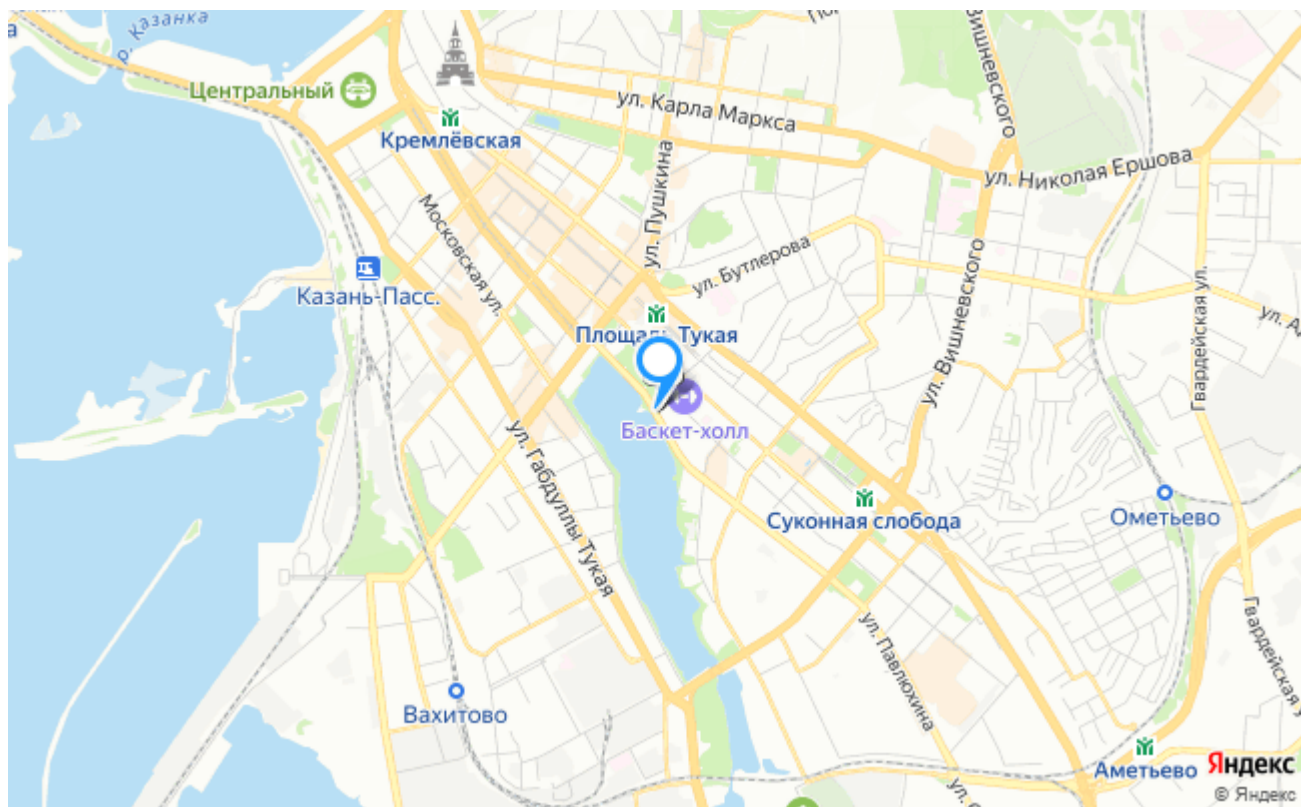 р. Казанка
Центральный
Кремлёвская
ул. Карла Маркса
Вишневского
ул. Николая Ершова
ул. Пушкина
Московская ул.
ул. Бутлерова
Казань-Пасс.
Площадь Тукая
ул. Вишневского
Гвардейская ул.
Баскет-холл
ул. Габдуллы Тукая
Суконная слобода
Ометьево
ул. Павлюхина
Гвардейская
Вахитово
Аметьево
Яндекс
© Яндекс